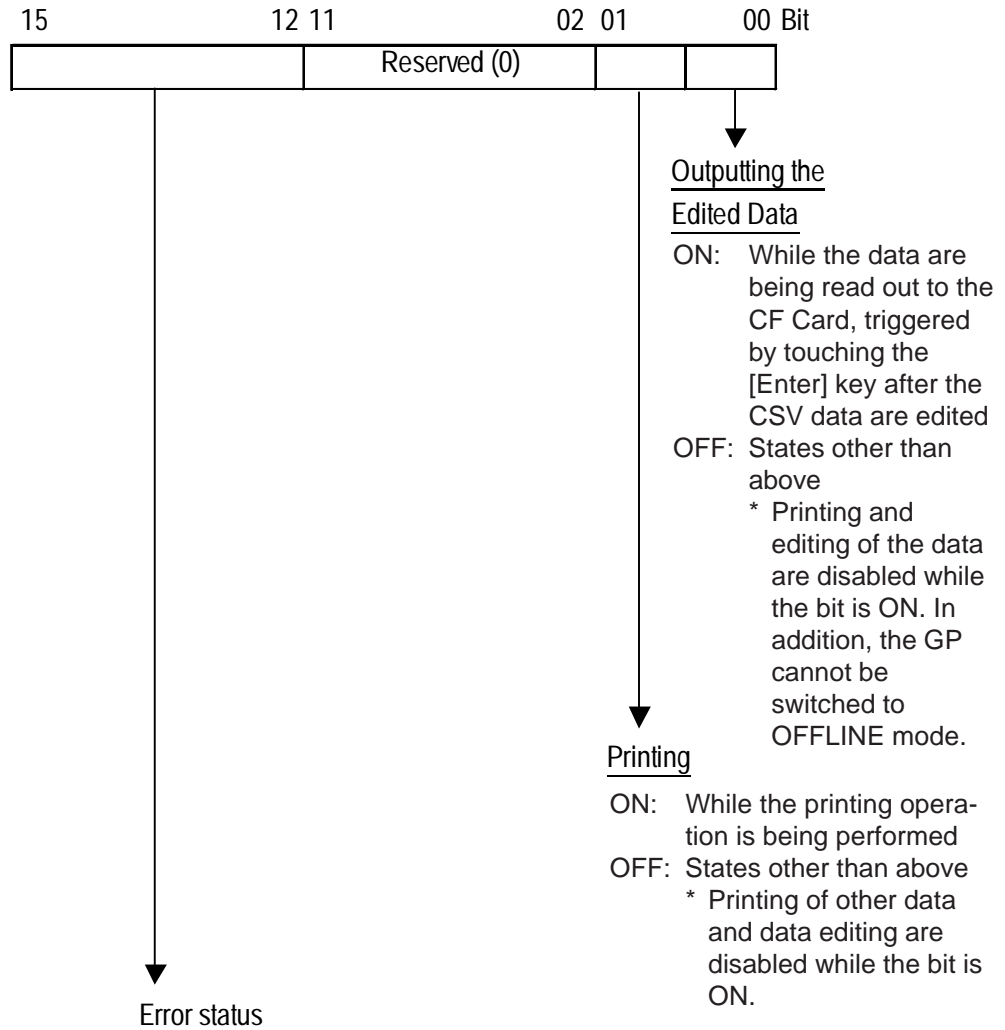 15 12 11 02 01 00 Bit
Reserved (0)
Outputting the
Edited Data
ON: While the data are
being read out to the
CF Card, triggered
by touching the
[Enter] key after the
CSV data are edited
OFF: States other than
above
* Printing and
editing of the data
are disabled while
the bit is ON. In
addition, the GP
cannot be
switched to
OFFLINE mode.
Printing
ON: While the printing opera-
tion is being performed
OFF: States other than above
* Printing of other data
and data editing are
disabled while the bit is
ON.
Error status